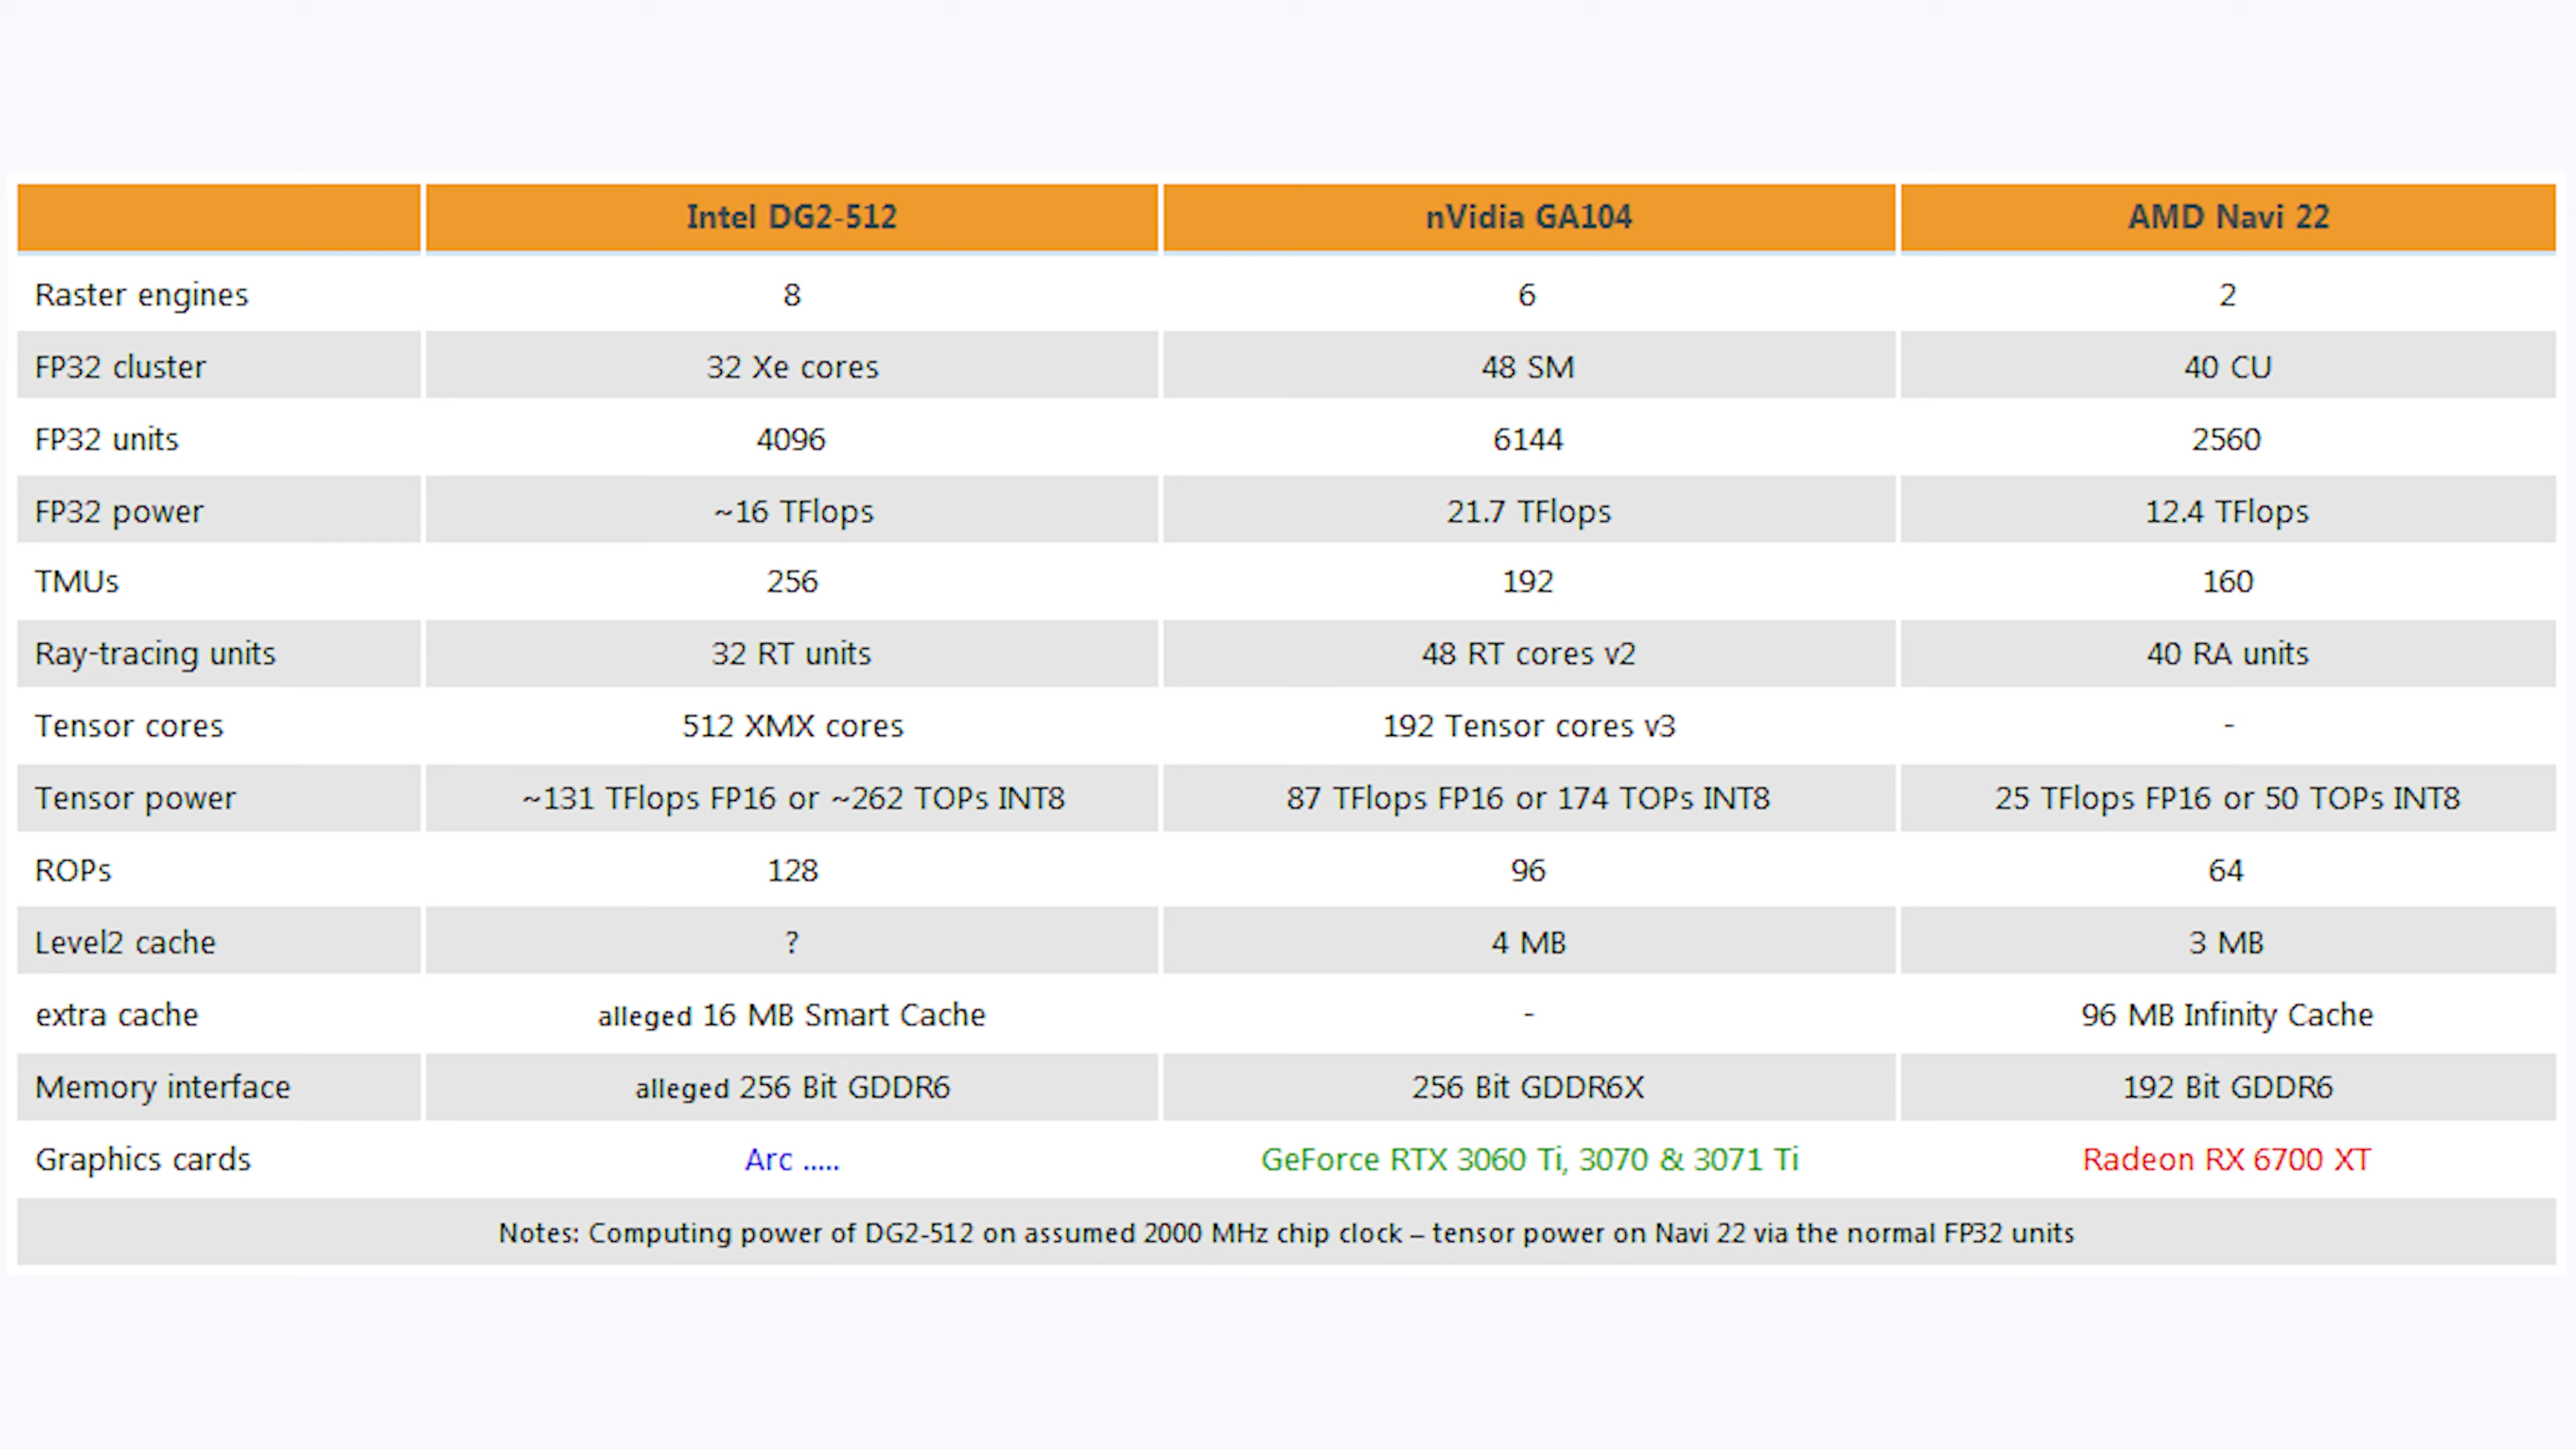 Intel DG2-512 nVidia GA104 AMD Navi 22
Raster engines 8 6 2
FP32 cluster 32 Xe cores 48 SM 40 CU
FP32 units 4096 6144 2560
FP32 power ~16 TFlops 21.7 TFlops 12.4 TFlops
TMUs 256 192 160
Ray-tracing units 32 RT units 48 RT cores v2 40 RA units
Tensor cores 512 XMX cores 192 Tensor cores v3 -
Tensor power ~131 TFlops FP16 or ~262 TOPs INT8 87 TFlops FP16 or 174 TOPs INT8 25 TFlops FP16 or 50 TOPs INT8
ROPs 128 96 64
Level2 cache ? 4 MB 3 MB
extra cache alleged 16 MB Smart Cache - 96 MB Infinity Cache
Memory interface alleged 256 Bit GDDR6 256 Bit GDDR6X 192 Bit GDDR6
Graphics cards Arc ..... GeForce RTX 3060 Ti, 3070 & 3071 Ti Radeon RX 6700 XT
Notes: Computing power of DG2-512 on assumed 2000 MHz chip clock – tensor power on Navi 22 via the normal FP32 units